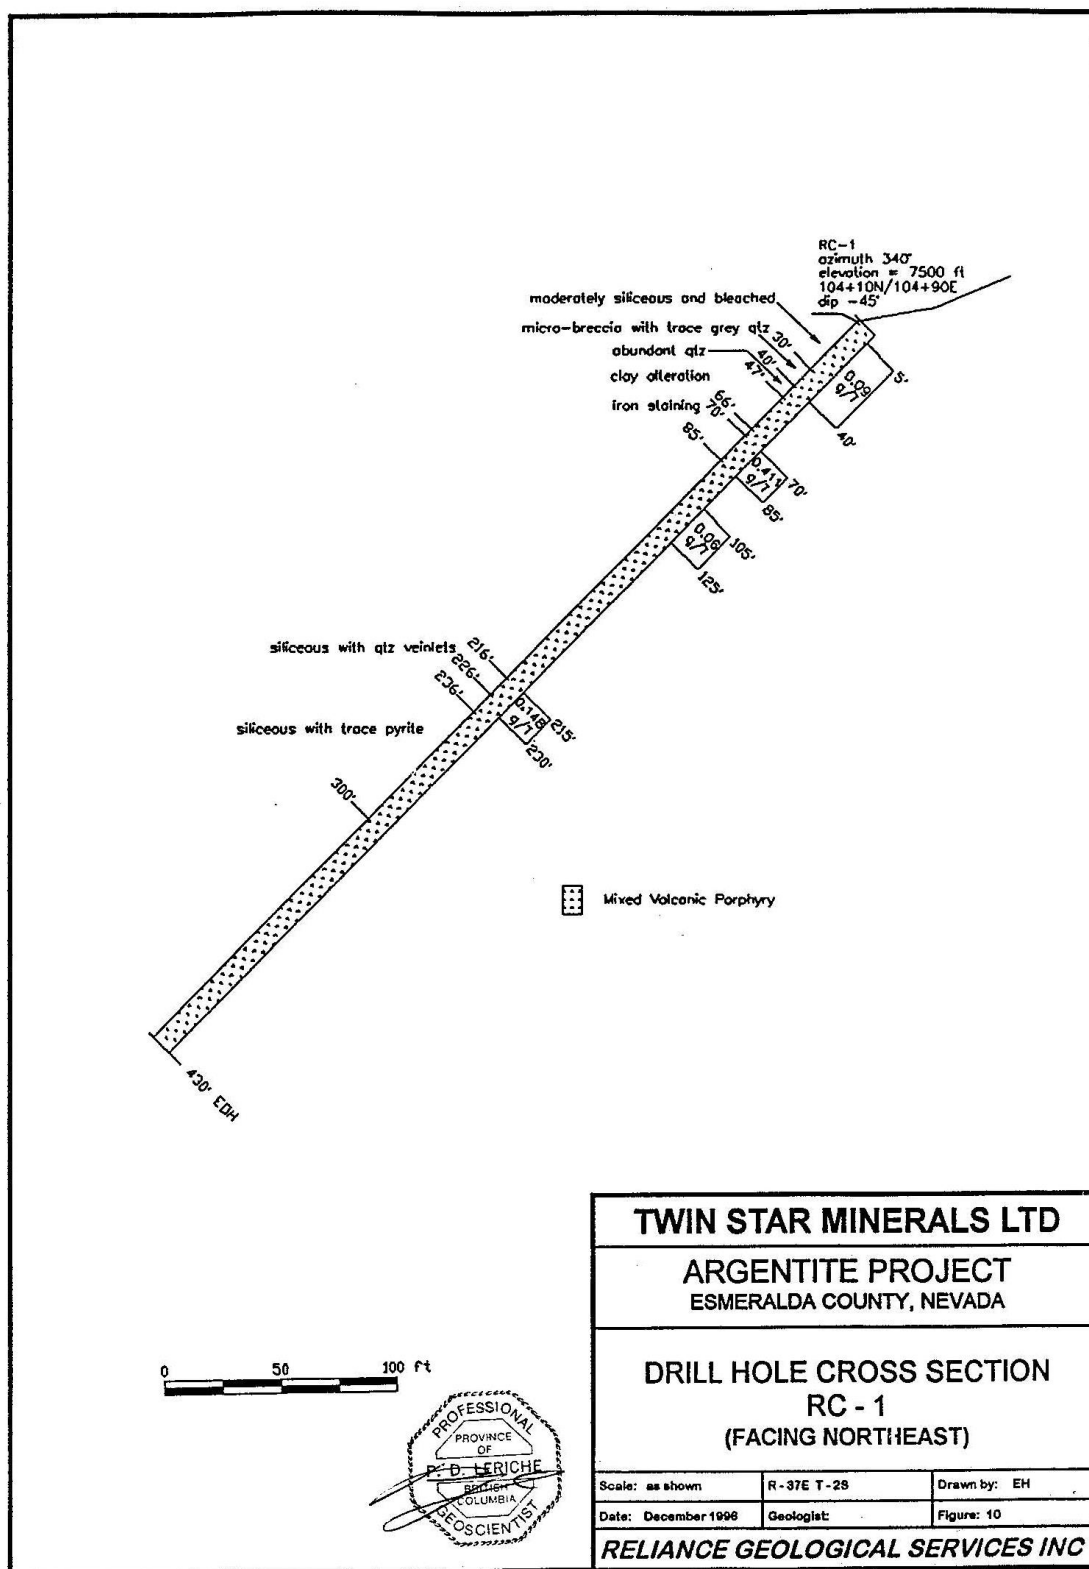 RC-1
azimuth 340°
elevation = 7500 ft
104+10N/104+90E
dip -45°
moderately siliceous and bleached
micro-breccia with trace grey qtz
30'
abundant qtz
40'
47'
clay alteration
iron staining
66'
70'
85'
5'
0.09
g/T
40'
0.411
g/T
70'
85'
0.06
g/T
105'
125'
siliceous with qtz veinlets
216'
226'
236'
0.148
g/T
215'
230'
siliceous with trace pyrite
300'
Mixed Volcanic Porphyry
430' EOH
0 50 100 ft
PROFESSIONAL
PROVINCE
OF
P. D. LERICHE
BRITISH
COLUMBIA
GEOSCIENTIST
TWIN STAR MINERALS LTD
ARGENTITE PROJECT
ESMERALDA COUNTY, NEVADA
DRILL HOLE CROSS SECTION
RC - 1
(FACING NORTHEAST)
Scale: as shown R-37E T-2S Drawn by: EH
Date: December 1996 Geologist: Figure: 10
RELIANCE GEOLOGICAL SERVICES INC